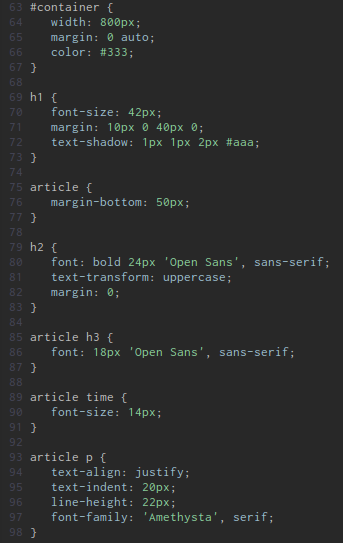 63 #container {
64     width: 800px;
65     margin: 0 auto;
66     color: #333;
67 }
68
69 h1 {
70     font-size: 42px;
71     margin: 10px 0 40px 0;
72     text-shadow: 1px 1px 2px #aaa;
73 }
74
75 article {
76     margin-bottom: 50px;
77 }
78
79 h2 {
80     font: bold 24px 'Open Sans', sans-serif;
81     text-transform: uppercase;
82     margin: 0;
83 }
84
85 article h3 {
86     font: 18px 'Open Sans', sans-serif;
87 }
88
89 article time {
90     font-size: 14px;
91 }
92
93 article p {
94     text-align: justify;
95     text-indent: 20px;
96     line-height: 22px;
97     font-family: 'Amethysta', serif;
98 }